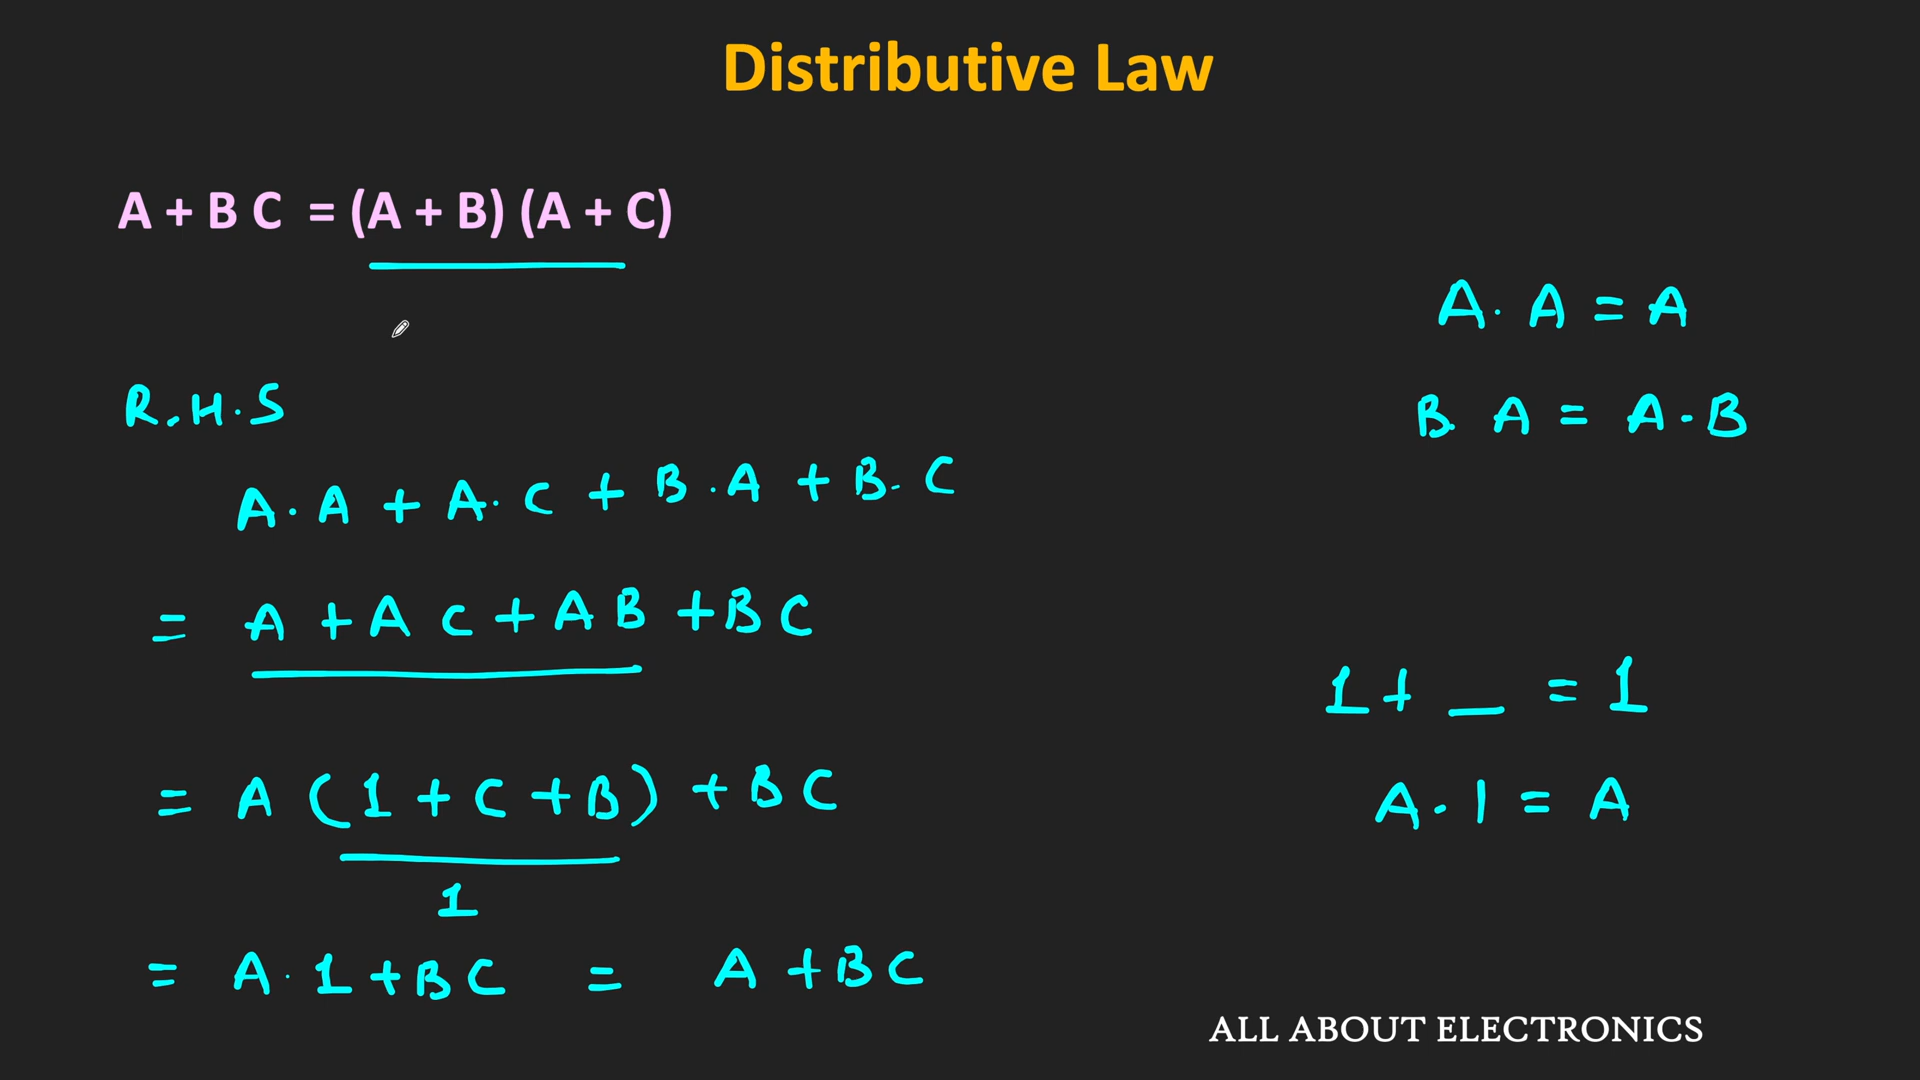 Distributive Law
A + B C = (A + B) (A + C)
A · A = A
R.H.S
B. A = A · B
A · A + A · C + B · A + B · C
= A + A C + A B + B C
1 + _ = 1
= A (1 + C + B) + B C
A · 1 = A
1
= A · 1 + B C = A + B C
ALL ABOUT ELECTRONICS